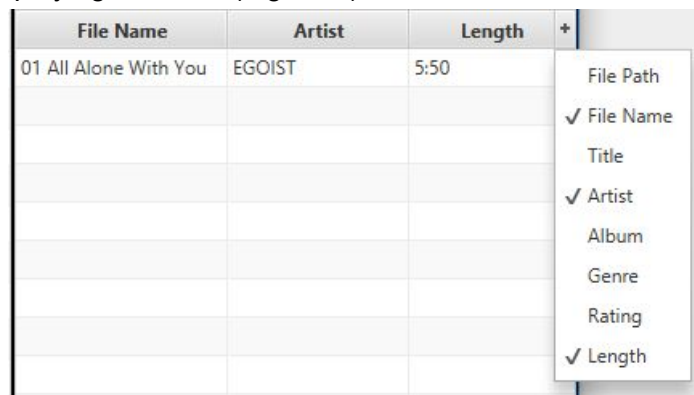 File Name Artist Length +
01 All Alone With You EGOIST 5:50
File Path
✓ File Name
Title
✓ Artist
Album
Genre
Rating
✓ Length